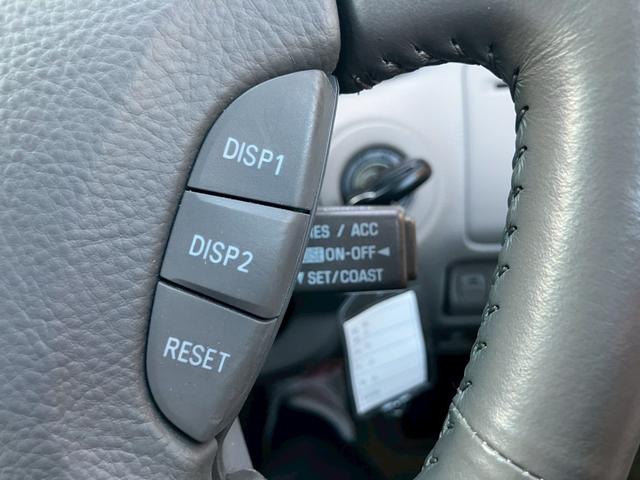 DISP1
DISP2
RESET
/ ACC
ON-OFF◄
▼ SET/COAST